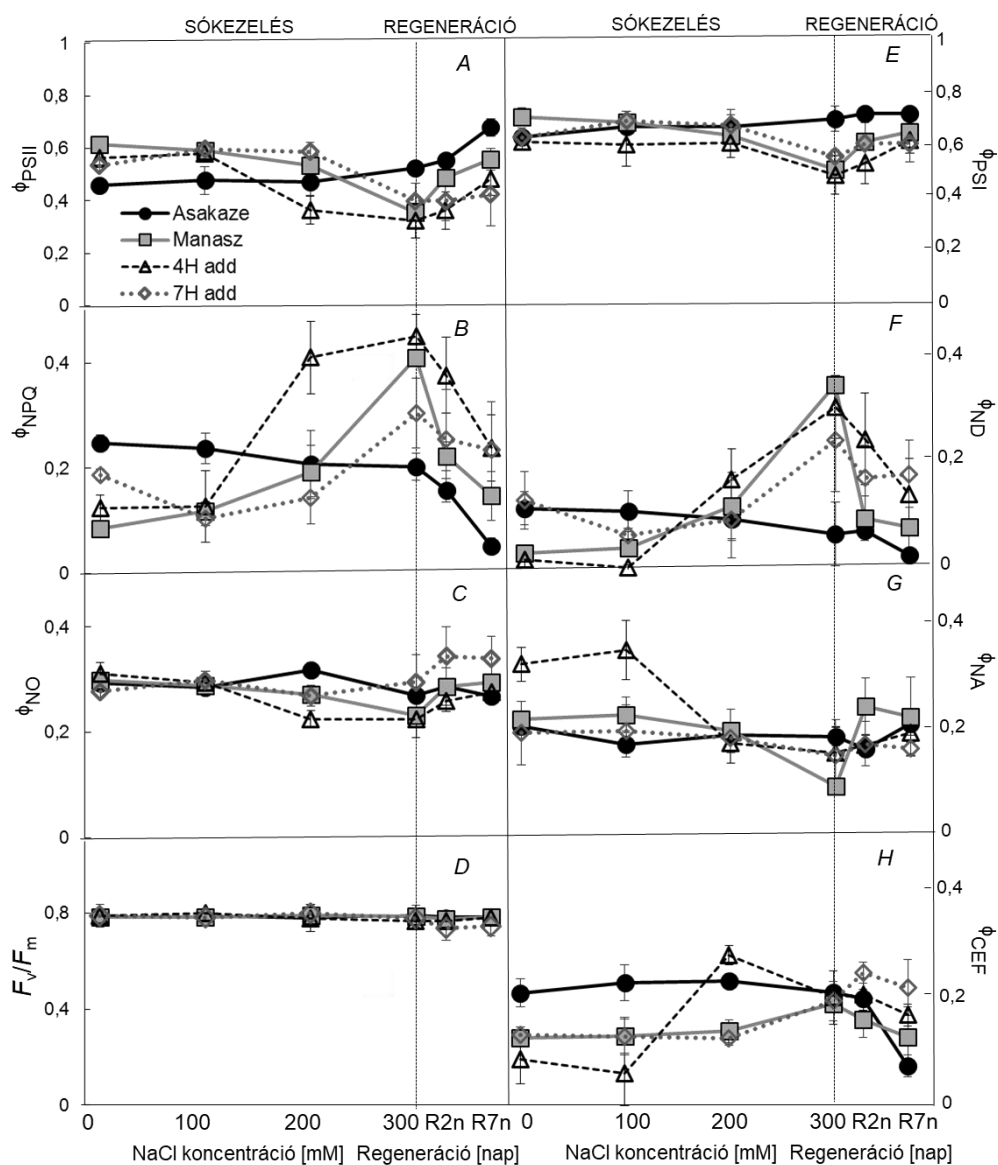 SÓKEZELÉS REGENERÁCIÓ SÓKEZELÉS REGENERÁCIÓ
1
0,8
0,6
0,4
0,2
0
ϕPSII
A
Asakaze
Manasz
4H add
7H add
E
1
0,8
0,6
0,4
0,2
0
ϕPSI
0,4
0,2
0
ϕNPQ
B
F
0,4
0,2
0
ϕND
0,4
0,2
0
ϕNO
C
G
0,4
0,2
0
ϕNA
0,8
0,4
0
Fv/Fm
D
H
0,4
0,2
0
ϕCEF
0 100 200 300 R2n R7n 0 100 200 300 R2n R7n
NaCl koncentráció [mM] Regeneráció [nap] NaCl koncentráció [mM] Regeneráció [nap]